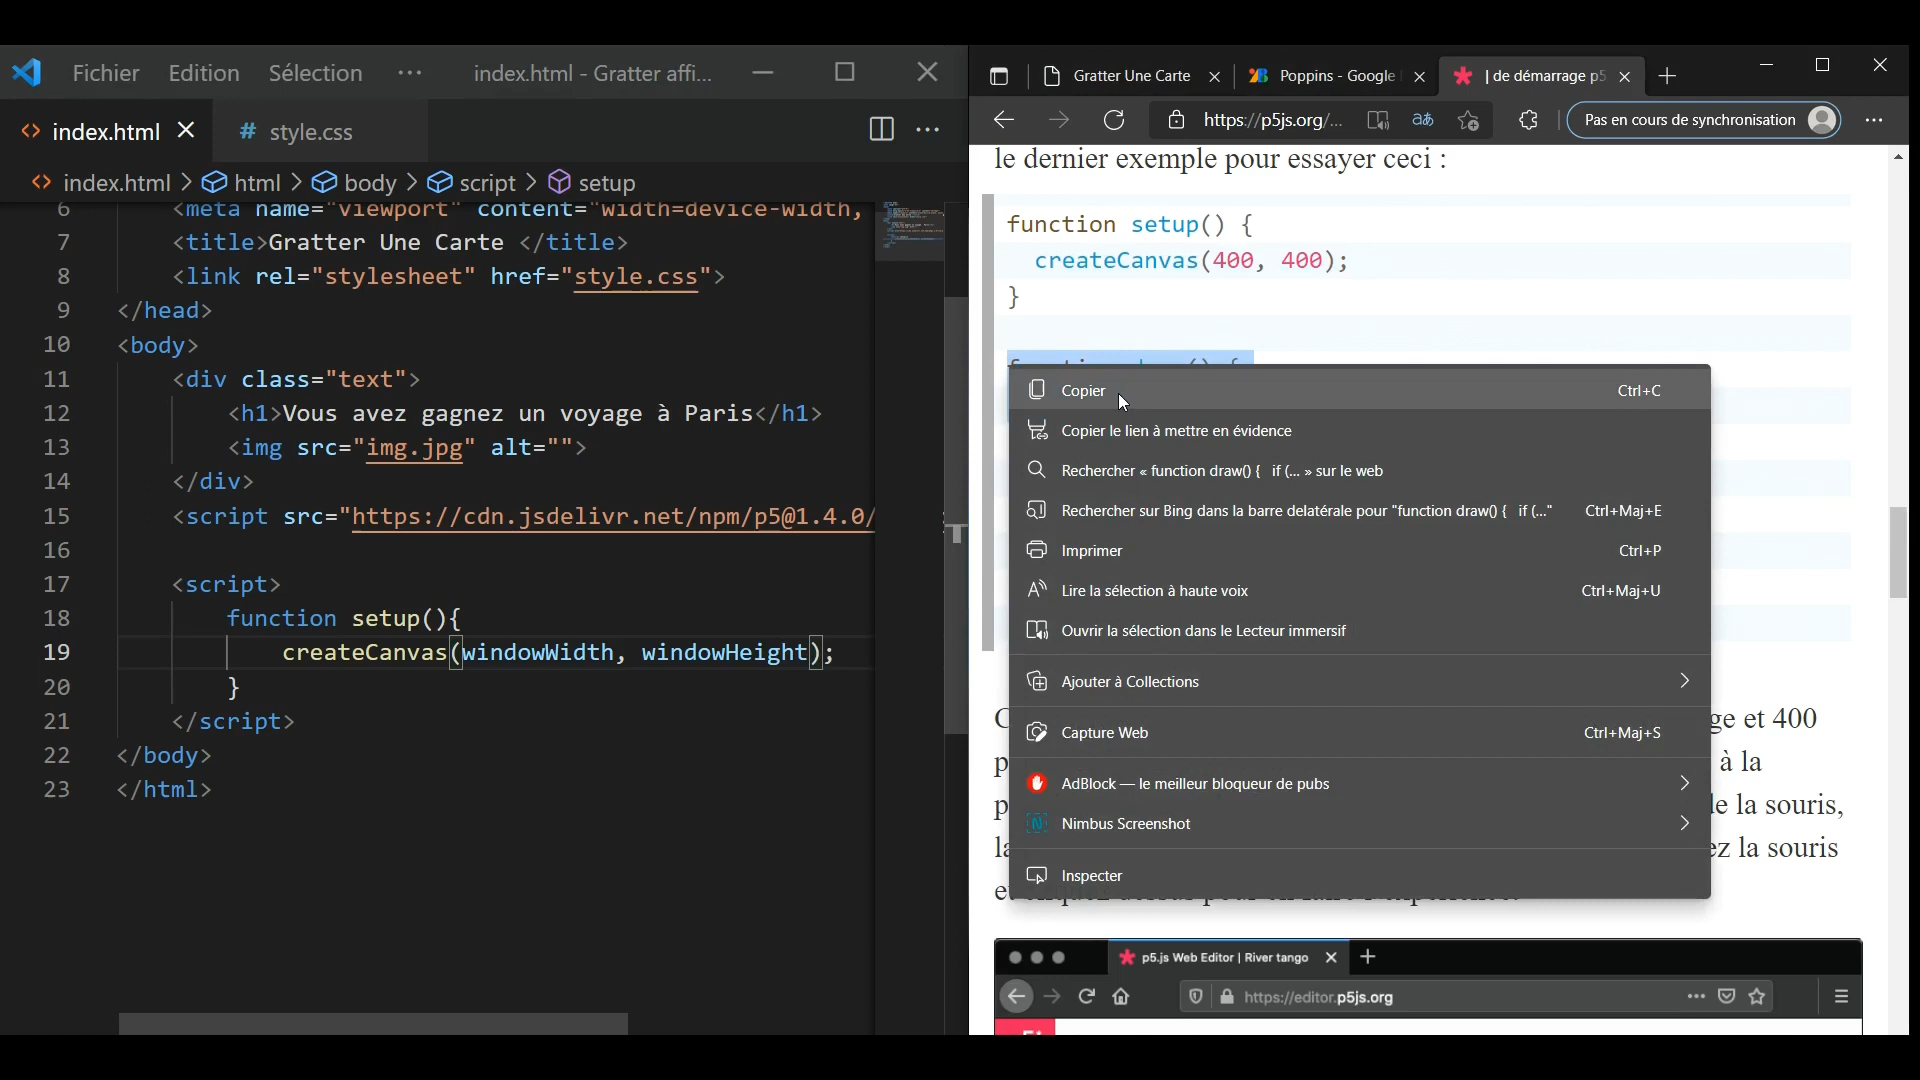 Fichier Edition Sélection ··· index.html - Gratter affi...
index.html # style.css
index.html > html > body > script > setup
6 <meta name="viewport" content="width=device-width,
7 <title>Gratter Une Carte </title>
8 <link rel="stylesheet" href="style.css">
9 </head>
10 <body>
11 <div class="text">
12 <h1>Vous avez gagnez un voyage à Paris</h1>
13 <img src="img.jpg" alt="">
14 </div>
15 <script src="https://cdn.jsdelivr.net/npm/p5@1.4.0/
16
17 <script>
18 function setup(){
19 createCanvas(windowWidth, windowHeight);
20 }
21 </script>
22 </body>
23 </html>
Gratter Une Carte Poppins - Google | de démarrage p5
https://p5js.org/... Pas en cours de synchronisation
le dernier exemple pour essayer ceci :
function setup() {
createCanvas(400, 400);
}
Copier Ctrl+C
Copier le lien à mettre en évidence
Rechercher « function draw() { if (... » sur le web
Rechercher sur Bing dans la barre delatérale pour "function draw() { if (..." Ctrl+Maj+E
Imprimer Ctrl+P
Lire la sélection à haute voix Ctrl+Maj+U
Ouvrir la sélection dans le Lecteur immersif
Ajouter à Collections
ge et 400
Capture Web Ctrl+Maj+S
à la
AdBlock — le meilleur bloqueur de pubs
de la souris,
Nimbus Screenshot
ez la souris
Inspecter
p5.js Web Editor | River tango
https://editor.p5js.org